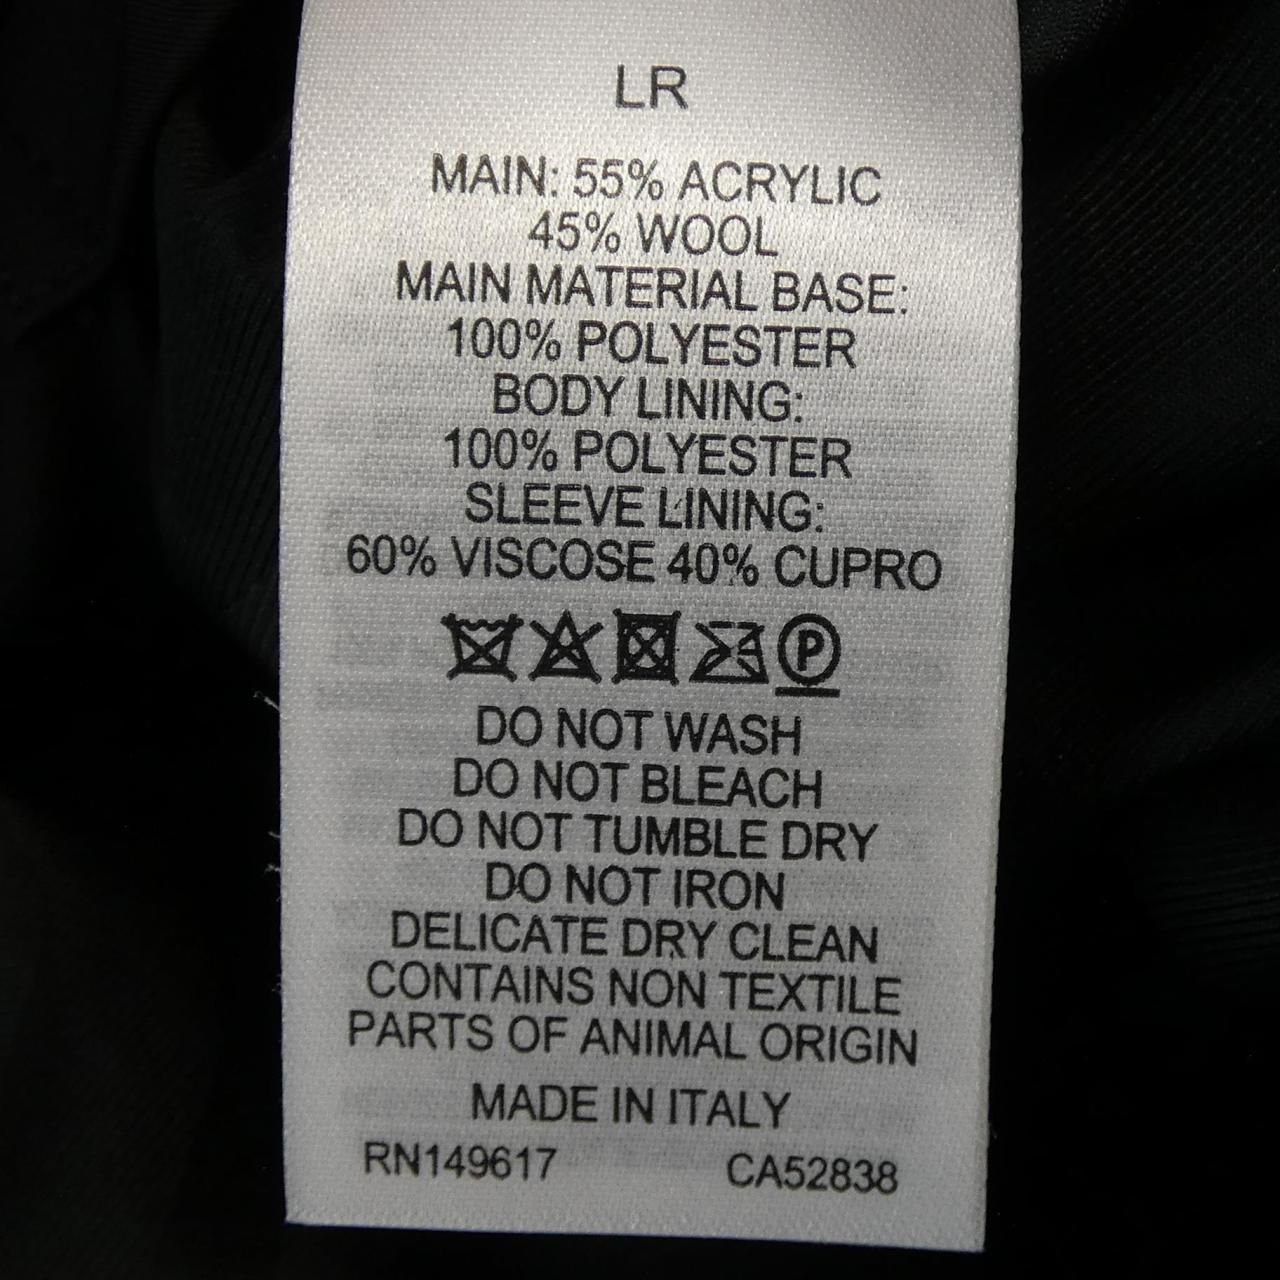 LR
MAIN: 55% ACRYLIC
45% WOOL
MAIN MATERIAL BASE:
100% POLYESTER
BODY LINING:
100% POLYESTER
SLEEVE LINING:
60% VISCOSE 40% CUPRO
P
DO NOT WASH
DO NOT BLEACH
DO NOT TUMBLE DRY
DO NOT IRON
DELICATE DRY CLEAN
CONTAINS NON TEXTILE
PARTS OF ANIMAL ORIGIN
MADE IN ITALY
RN149617 CA52838